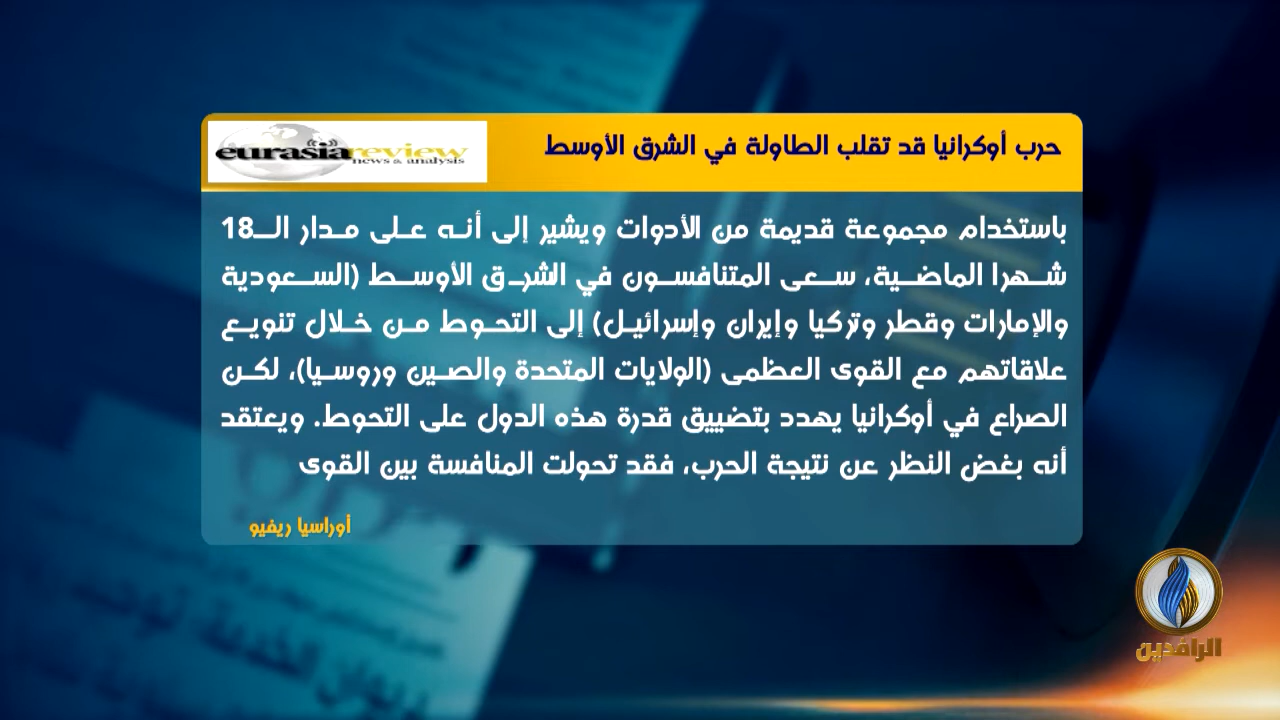 حرب أوكرانيا قد تقلب الطاولة في الشرق الأوسط
eurasiareview
news & analysis
باستخدام مجموعة قديمة من الأدوات ويشير إلى أنه على مدار الـ18
شهرا الماضية، سعى المتنافسون في الشرق الأوسط (السعودية
والإمارات وقطر وتركيا وإيران وإسرائيل) إلى التحوط من خلال تنويع
علاقاتهم مع القوى العظمى (الولايات المتحدة والصين وروسيا)، لكن
الصراع في أوكرانيا يهدد بتضييق قدرة هذه الدول على التحوط. ويعتقد
أنه بغض النظر عن نتيجة الحرب، فقد تحولت المنافسة بين القوى
أوراسيا ريفيو
الرافدين